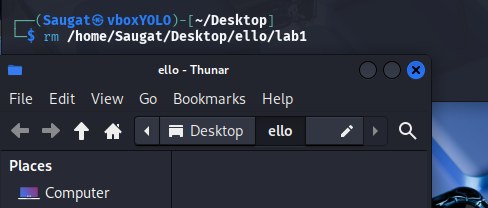 ┌──(Saugat㉿vboxYOLO)-[~/Desktop]
└─$ rm /home/Saugat/Desktop/ello/lab1
ello - Thunar
File Edit View Go Bookmarks Help
Desktop ello
Places
Computer